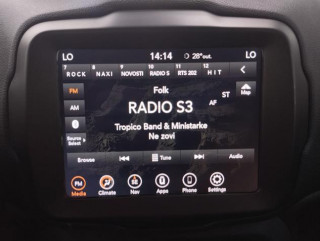 LO 14:14 28°out. LO
7 8 9 10 11 12
ROCK NAXI NOVOSTI RADIO S RTS 202 HIT
FM Folk
ST
Map
AM RADIO S3 AF
Source Select
Tropico Band & Ministarke
Ne zovi
Browse Tune Audio
FM
Media Climate Nav Apps Phone Settings